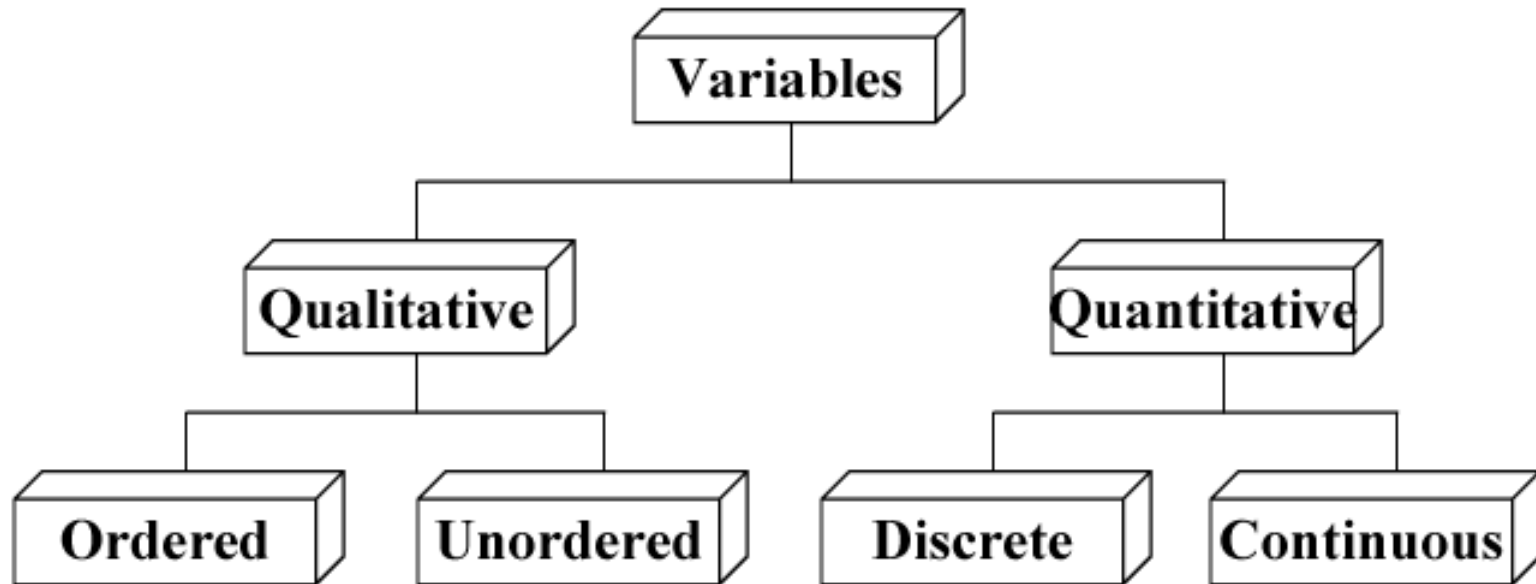 Variables
Qualitative
Quantitative
Ordered
Unordered
Discrete
Continuous